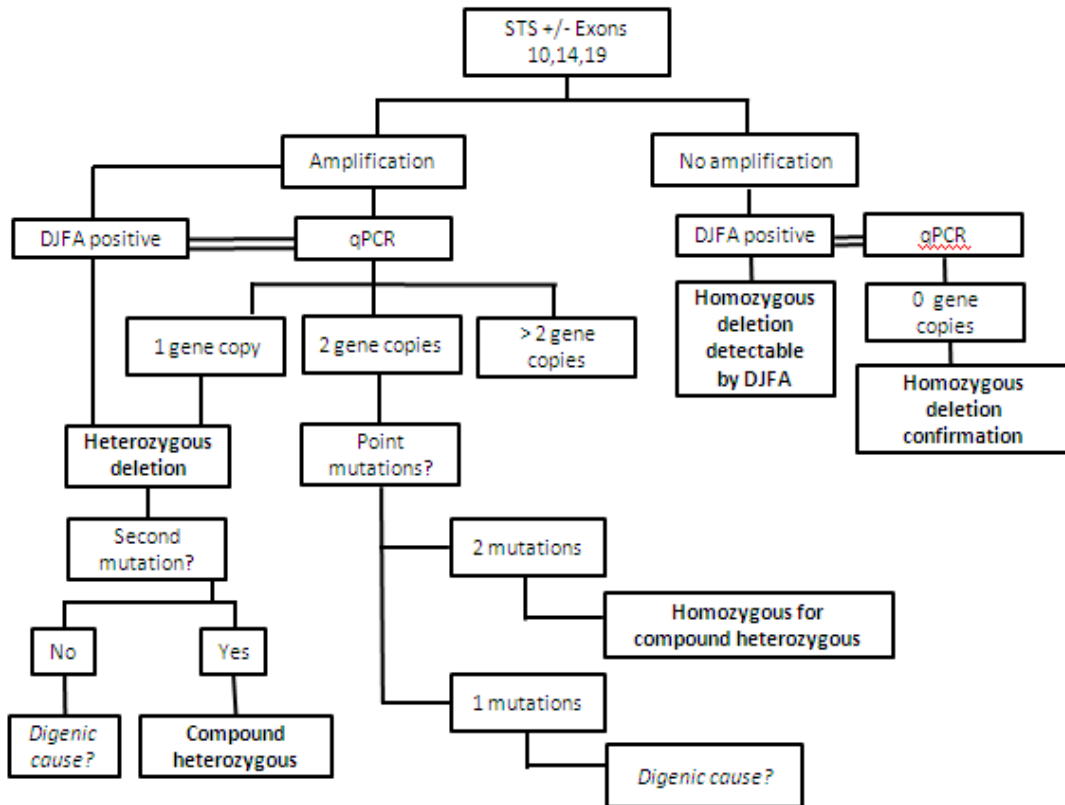 STS +/- Exons
10,14,19
Amplification
No amplification
DJFA positive
qPCR
DJFA positive
qPCR
1 gene copy
2 gene copies
> 2 gene
copies
Homozygous
deletion
detectable
by DJFA
0 gene
copies
Homozygous
deletion
confirmation
Heterozygous
deletion
Point
mutations?
Second
mutation?
2 mutations
Homozygous for
compound heterozygous
No
Yes
1 mutations
Digenic
cause?
Compound
heterozygous
Digenic cause?